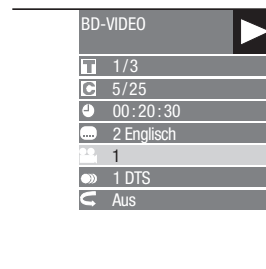 BD-VIDEO
T 1/3
C 5/25
00:20:30
2 Englisch
1
1 DTS
Aus